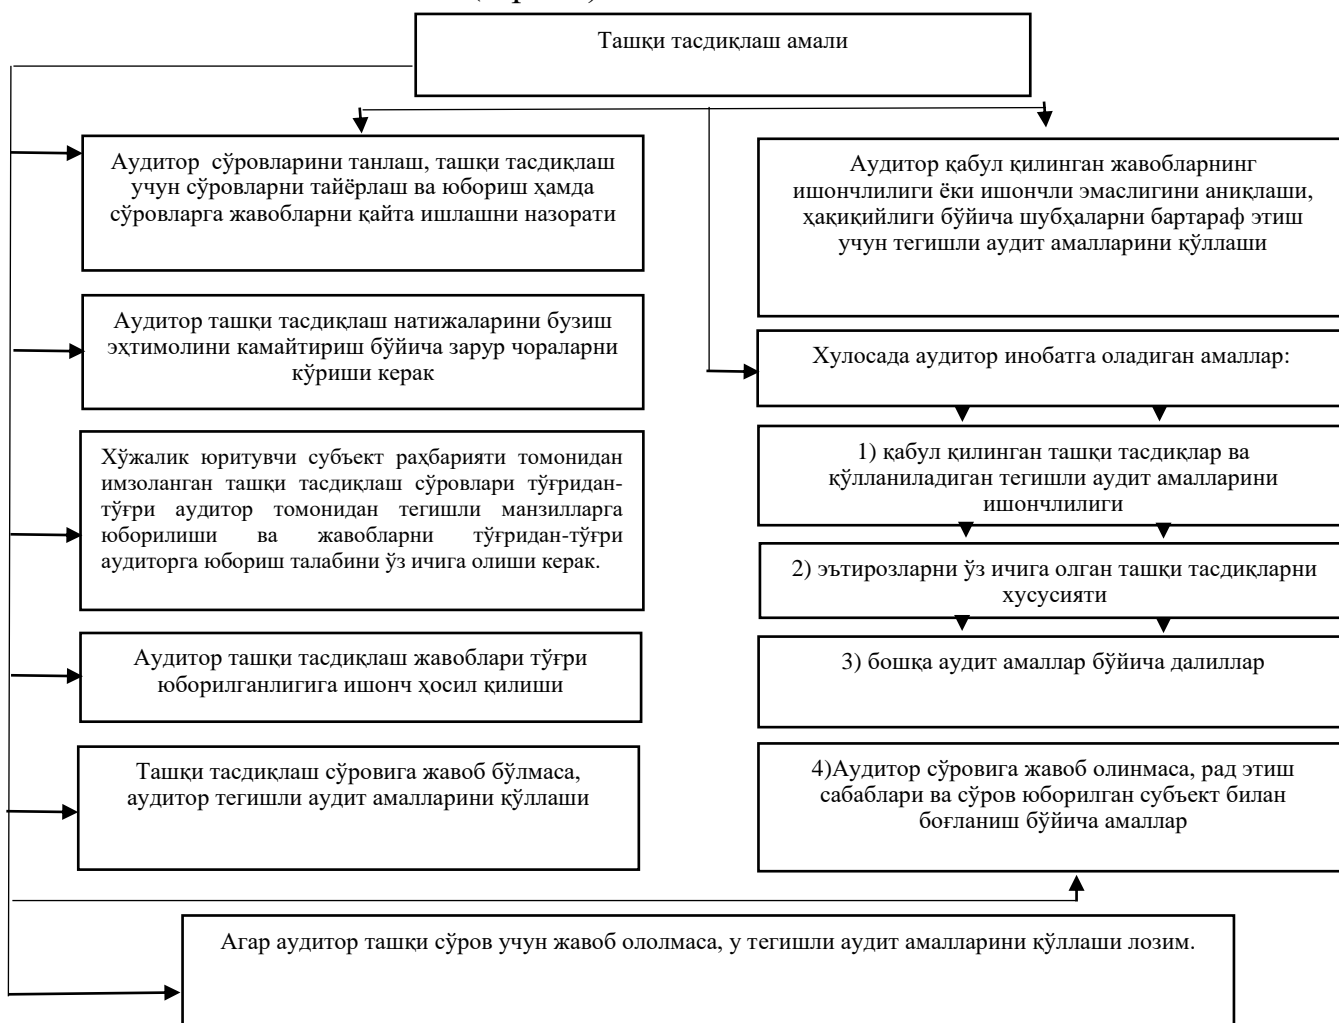 Ташқи тасдиқлаш амали
Аудитор сўровларини танлаш, ташқи тасдиқлаш
учун сўровларни тайёрлаш ва юбориш ҳамда
сўровларга жавобларни қайта ишлашни назорати
Аудитор ташқи тасдиқлаш натижаларини бузиш
эҳтимолини камайтириш бўйича зарур чораларни
кўриши керак
Хўжалик юритувчи субъект раҳбарияти томонидан
имзоланган ташқи тасдиқлаш сўровлари тўғридан-
тўғри аудитор томонидан тегишли манзилларга
юборилиши ва жавобларни тўғридан-тўғри
аудиторга юбориш талабини ўз ичига олиши керак.
Аудитор ташқи тасдиқлаш жавоблари тўғри
юборилганлигига ишонч ҳосил қилиши
Ташқи тасдиқлаш сўровига жавоб бўлмаса,
аудитор тегишли аудит амалларини қўллаши
Аудитор қабул қилинган жавобларнинг
ишончлилиги ёки ишончли эмаслигини аниқлаши,
ҳақиқийлиги бўйича шубҳаларни бартараф этиш
учун тегишли аудит амалларини қўллаши
Хулосада аудитор инобатга оладиган амаллар:
1) қабул қилинган ташқи тасдиқлар ва
қўлланиладиган тегишли аудит амалларини
ишончлилиги
2) эътирозларни ўз ичига олган ташқи тасдиқларни
хусусияти
3) бошқа аудит амаллар бўйича далиллар
4)Аудитор сўровига жавоб олинмаса, рад этиш
сабаблари ва сўров юборилган субъект билан
боғланиш бўйича амаллар
Агар аудитор ташқи сўров учун жавоб ололмаса, у тегишли аудит амалларини қўллаши лозим.